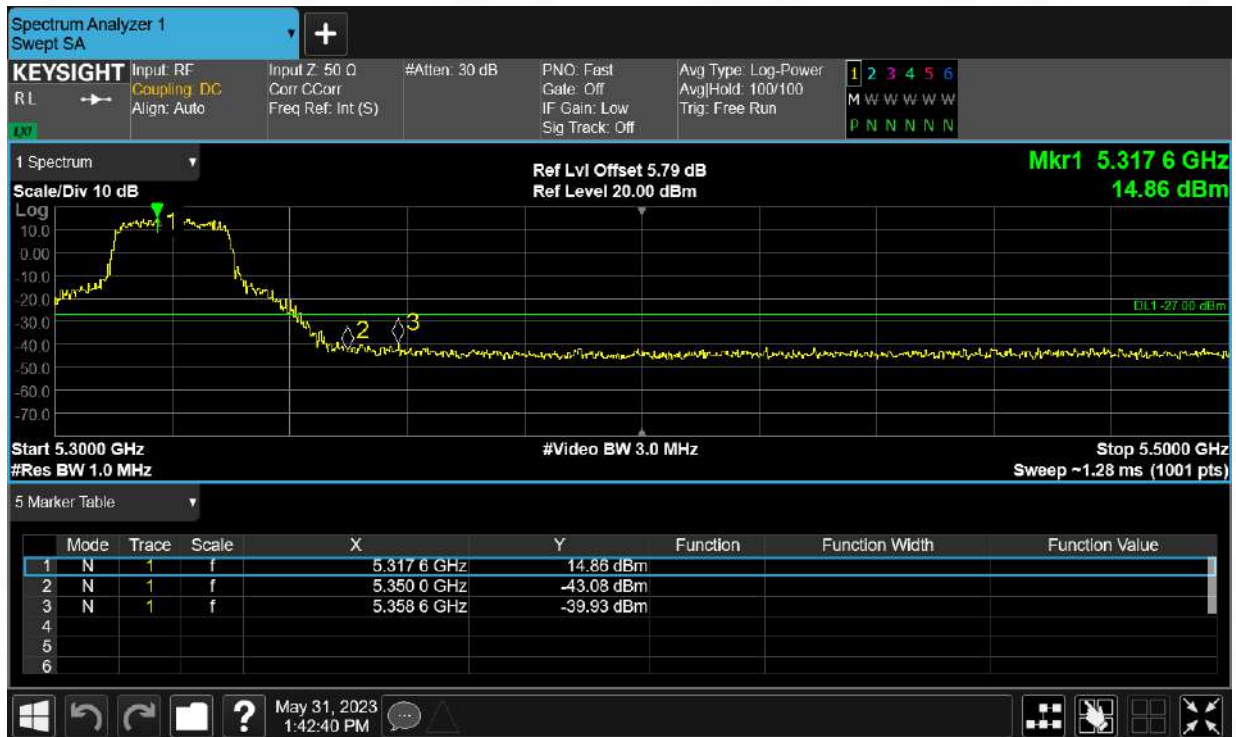 Spectrum Analyzer 1
Swept SA
KEYSIGHT
RL
LXI
Input: RF
Coupling: DC
Align: Auto
Input Z: 50 Ω
Corr CCorr
Freq Ref: Int (S)
#Atten: 30 dB
PNO: Fast
Gate: Off
IF Gain: Low
Sig Track: Off
Avg Type: Log-Power
Avg|Hold: 100/100
Trig: Free Run
1 2 3 4 5 6
M W W W W W
P N N N N N
1 Spectrum
Scale/Div 10 dB
Ref Lvl Offset 5.79 dB
Ref Level 20.00 dBm
Mkr1 5.317 6 GHz
14.86 dBm
Log
10.0
0.00
-10.0
-20.0
-30.0
-40.0
-50.0
-60.0
-70.0
1
2
3
DL1 -27.00 dBm
Start 5.3000 GHz
#Res BW 1.0 MHz
#Video BW 3.0 MHz
Stop 5.5000 GHz
Sweep ~1.28 ms (1001 pts)
5 Marker Table
Mode Trace Scale X Y Function Function Width Function Value
1 N 1 f 5.317 6 GHz 14.86 dBm
2 N 1 f 5.350 0 GHz -43.08 dBm
3 N 1 f 5.358 6 GHz -39.93 dBm
4
5
6
?
May 31, 2023
1:42:40 PM